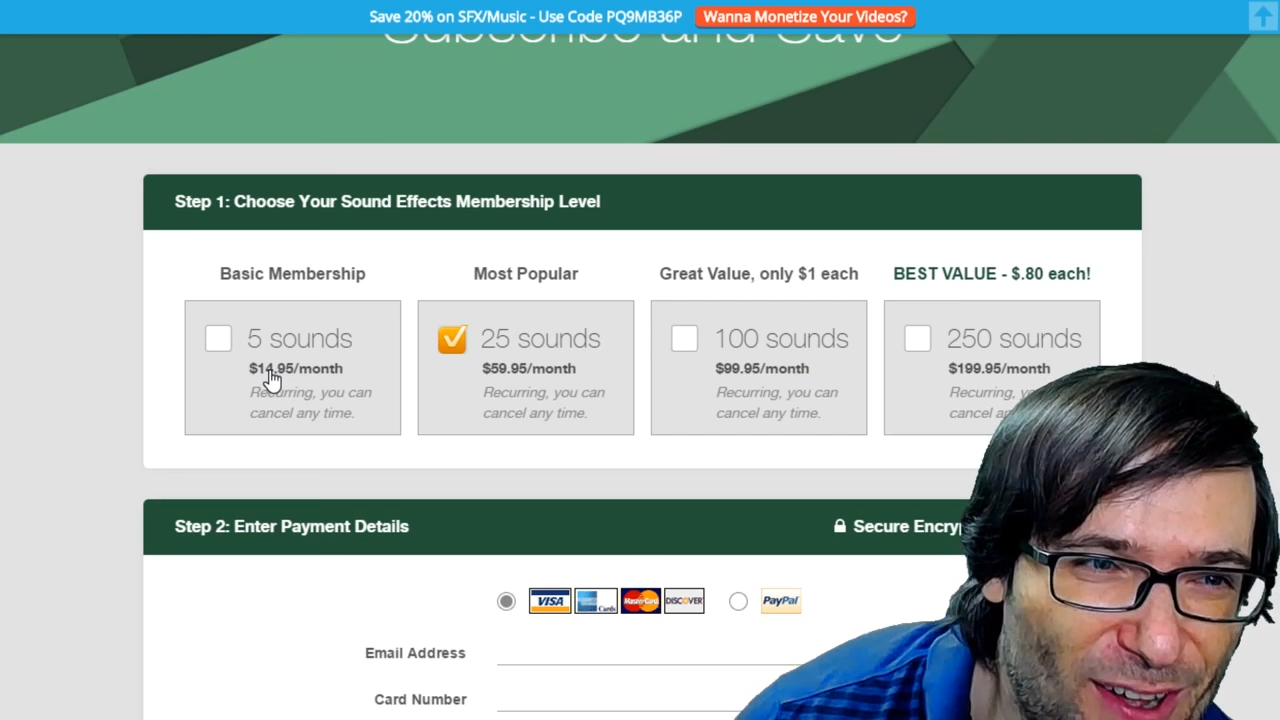 Save 20% on SFX/Music - Use Code PQ9MB36P
Wanna Monetize Your Videos?
Subscribe and Save
Step 1: Choose Your Sound Effects Membership Level
Basic Membership
5 sounds
$14.95/month
Recurring, you can
cancel any time.
Most Popular
25 sounds
$59.95/month
Recurring, you can
cancel any time.
Great Value, only $1 each
100 sounds
$99.95/month
Recurring, you can
cancel any time.
BEST VALUE - $.80 each!
250 sounds
$199.95/month
Step 2: Enter Payment Details
Secure
VISA
Cards
MasterCard
DISCOVER
PayPal
Email Address
Card Number